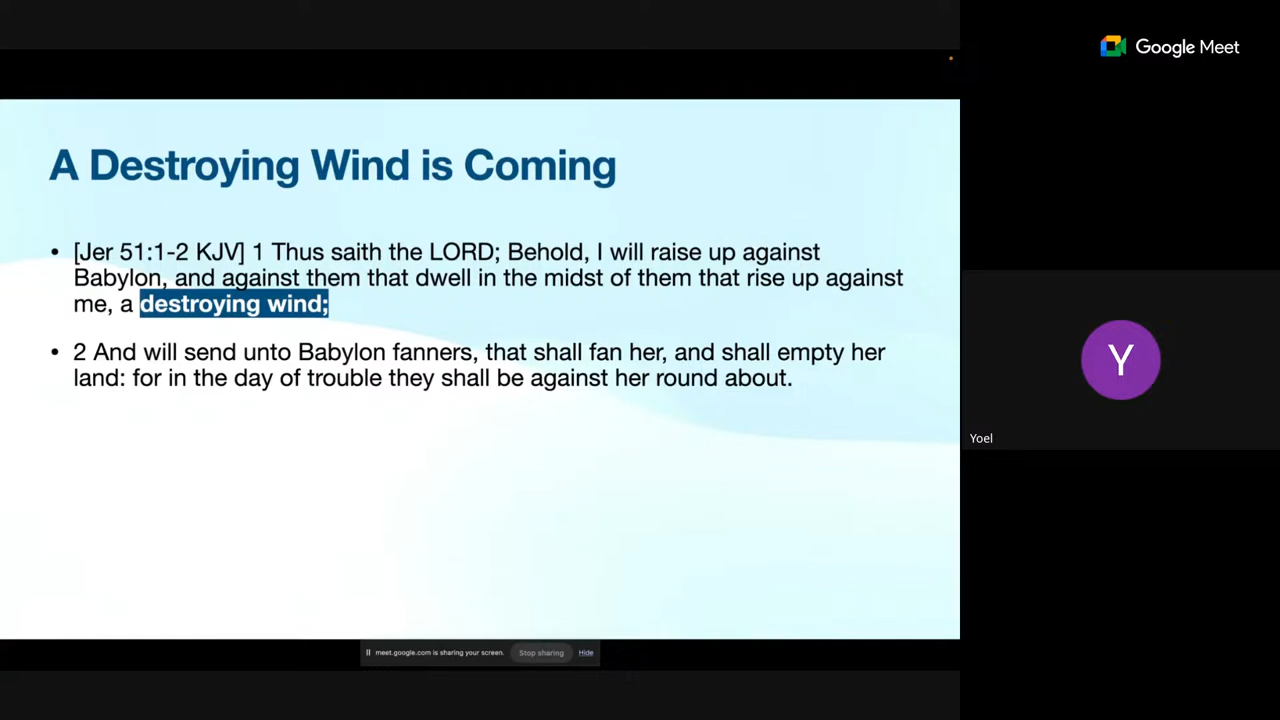 Google Meet
A Destroying Wind is Coming
• [Jer 51:1-2 KJV] 1 Thus saith the LORD; Behold, I will raise up against
Babylon, and against them that dwell in the midst of them that rise up against
me, a destroying wind;
• 2 And will send unto Babylon fanners, that shall fan her, and shall empty her
land: for in the day of trouble they shall be against her round about.
Y
Yoel
meet.google.com is sharing your screen. Stop sharing Hide